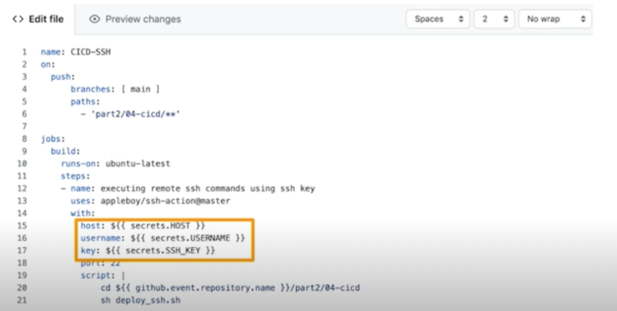 <> Edit file
Preview changes
Spaces
2
No wrap
1 name: CICD-SSH
2 on:
3 push:
4 branches: [ main ]
5 paths:
6 - 'part2/04-cicd/**'
7
8 jobs:
9 build:
10 runs-on: ubuntu-latest
11 steps:
12 - name: executing remote ssh commands using ssh key
13 uses: appleboy/ssh-action@master
14 with:
15 host: ${{ secrets.HOST }}
16 username: ${{ secrets.USERNAME }}
17 key: ${{ secrets.SSH_KEY }}
18 port: 22
19 script: |
20 cd ${{ github.event.repository.name }}/part2/04-cicd
21 sh deploy_ssh.sh